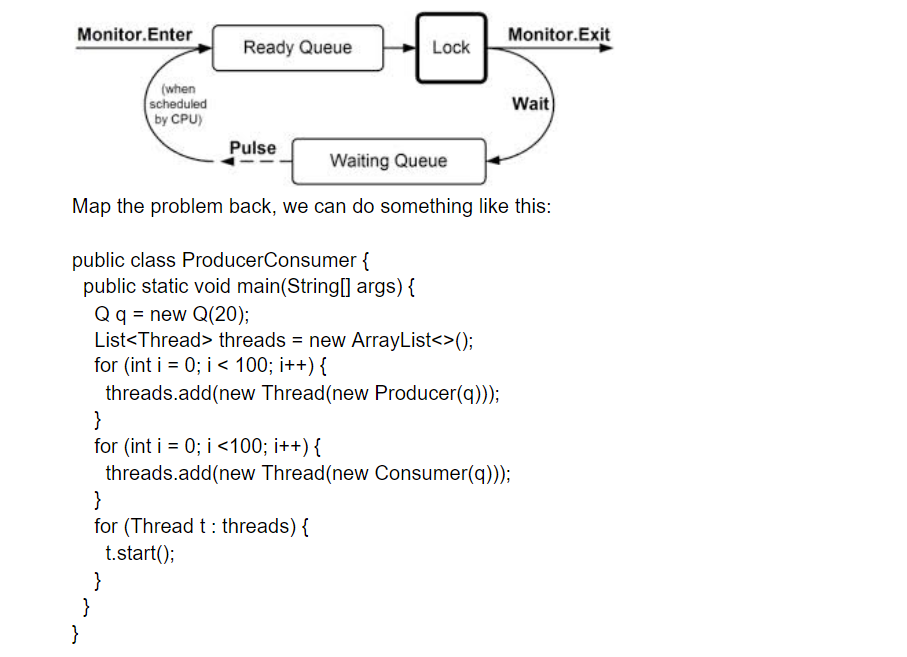 Monitor.Enter
Ready Queue
Lock
Monitor.Exit
(when
scheduled
by CPU)
Wait
Pulse
Waiting Queue
Map the problem back, we can do something like this:
public class ProducerConsumer {
public static void main(String[] args) {
Q q = new Q(20);
List<Thread> threads = new ArrayList<>();
for (int i = 0; i < 100; i++) {
threads.add(new Thread(new Producer(q)));
}
for (int i = 0; i <100; i++) {
threads.add(new Thread(new Consumer(q)));
}
for (Thread t : threads) {
t.start();
}
}
}